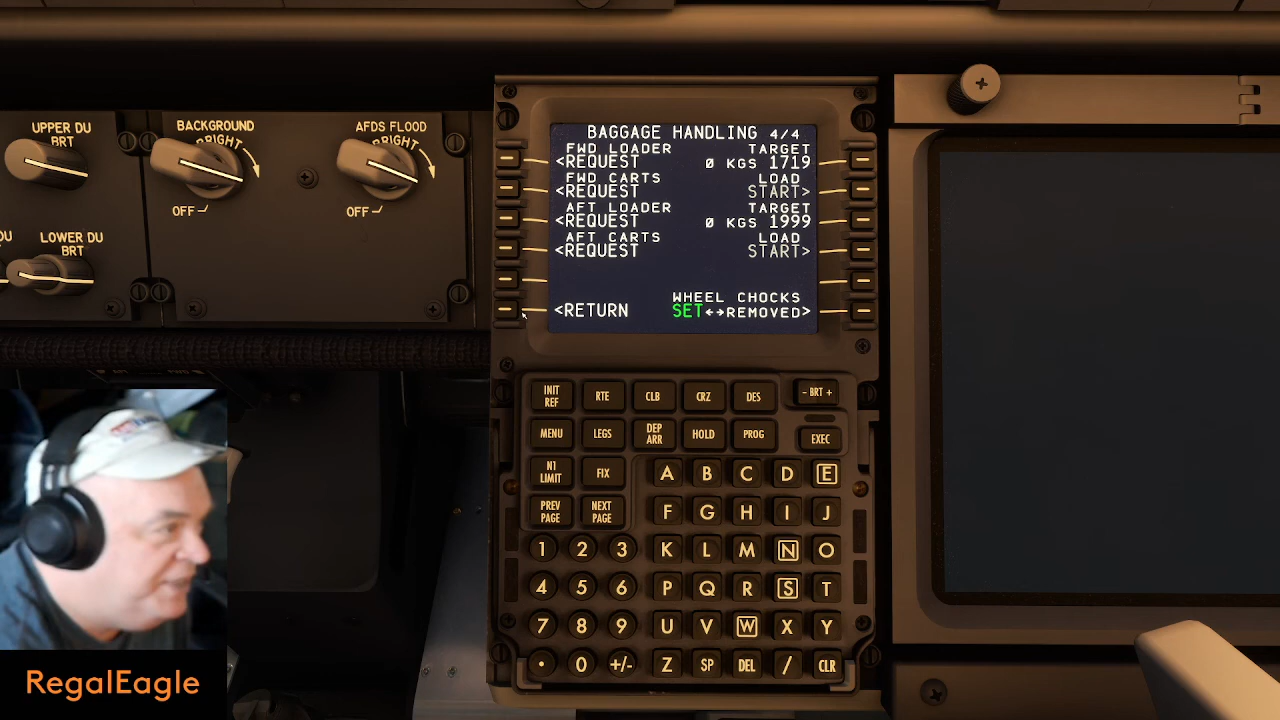 UPPER DU
BRT
BACKGROUND
BRIGHT
OFF
AFDS FLOOD
BRIGHT
OFF
DU
LOWER DU
BRT
BAGGAGE HANDLING 4/4
FWD LOADER TARGET
<REQUEST 0 KGS 1719
FWD CARTS LOAD
<REQUEST START>
AFT LOADER TARGET
<REQUEST 0 KGS 1999
AFT CARTS LOAD
<REQUEST START>
WHEEL CHOCKS
<RETURN SET↔REMOVED>
INIT REF RTE CLB CRZ DES - BRT +
MENU LEGS DEP ARR HOLD PROG EXEC
N1 LIMIT FIX A B C D E
PREV PAGE NEXT PAGE F G H I J
1 2 3 K L M N O
4 5 6 P Q R S T
7 8 9 U V W X Y
. 0 +/- Z SP DEL / CLR
RegalEagle